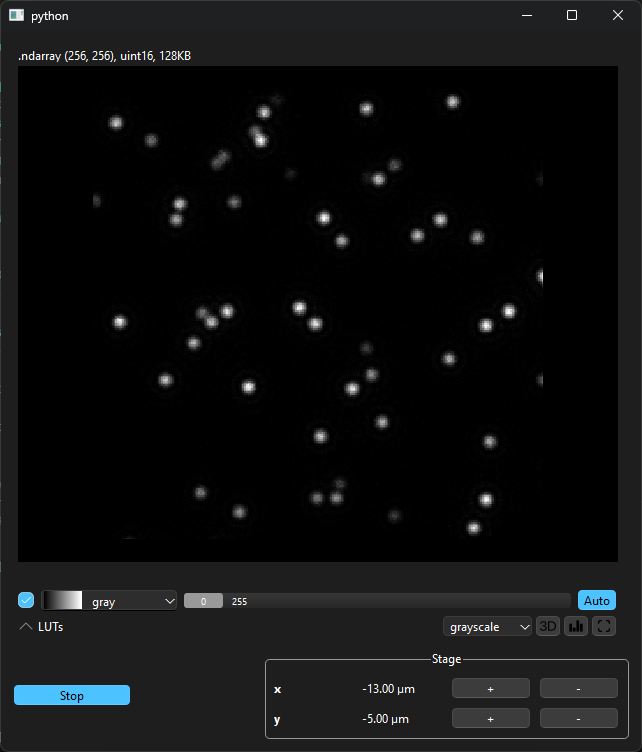 python
.ndarray (256, 256), uint16, 128KB
gray 0 255 Auto
LUTs grayscale 3D
Stage
x -13.00 µm + -
Stop
y -5.00 µm + -